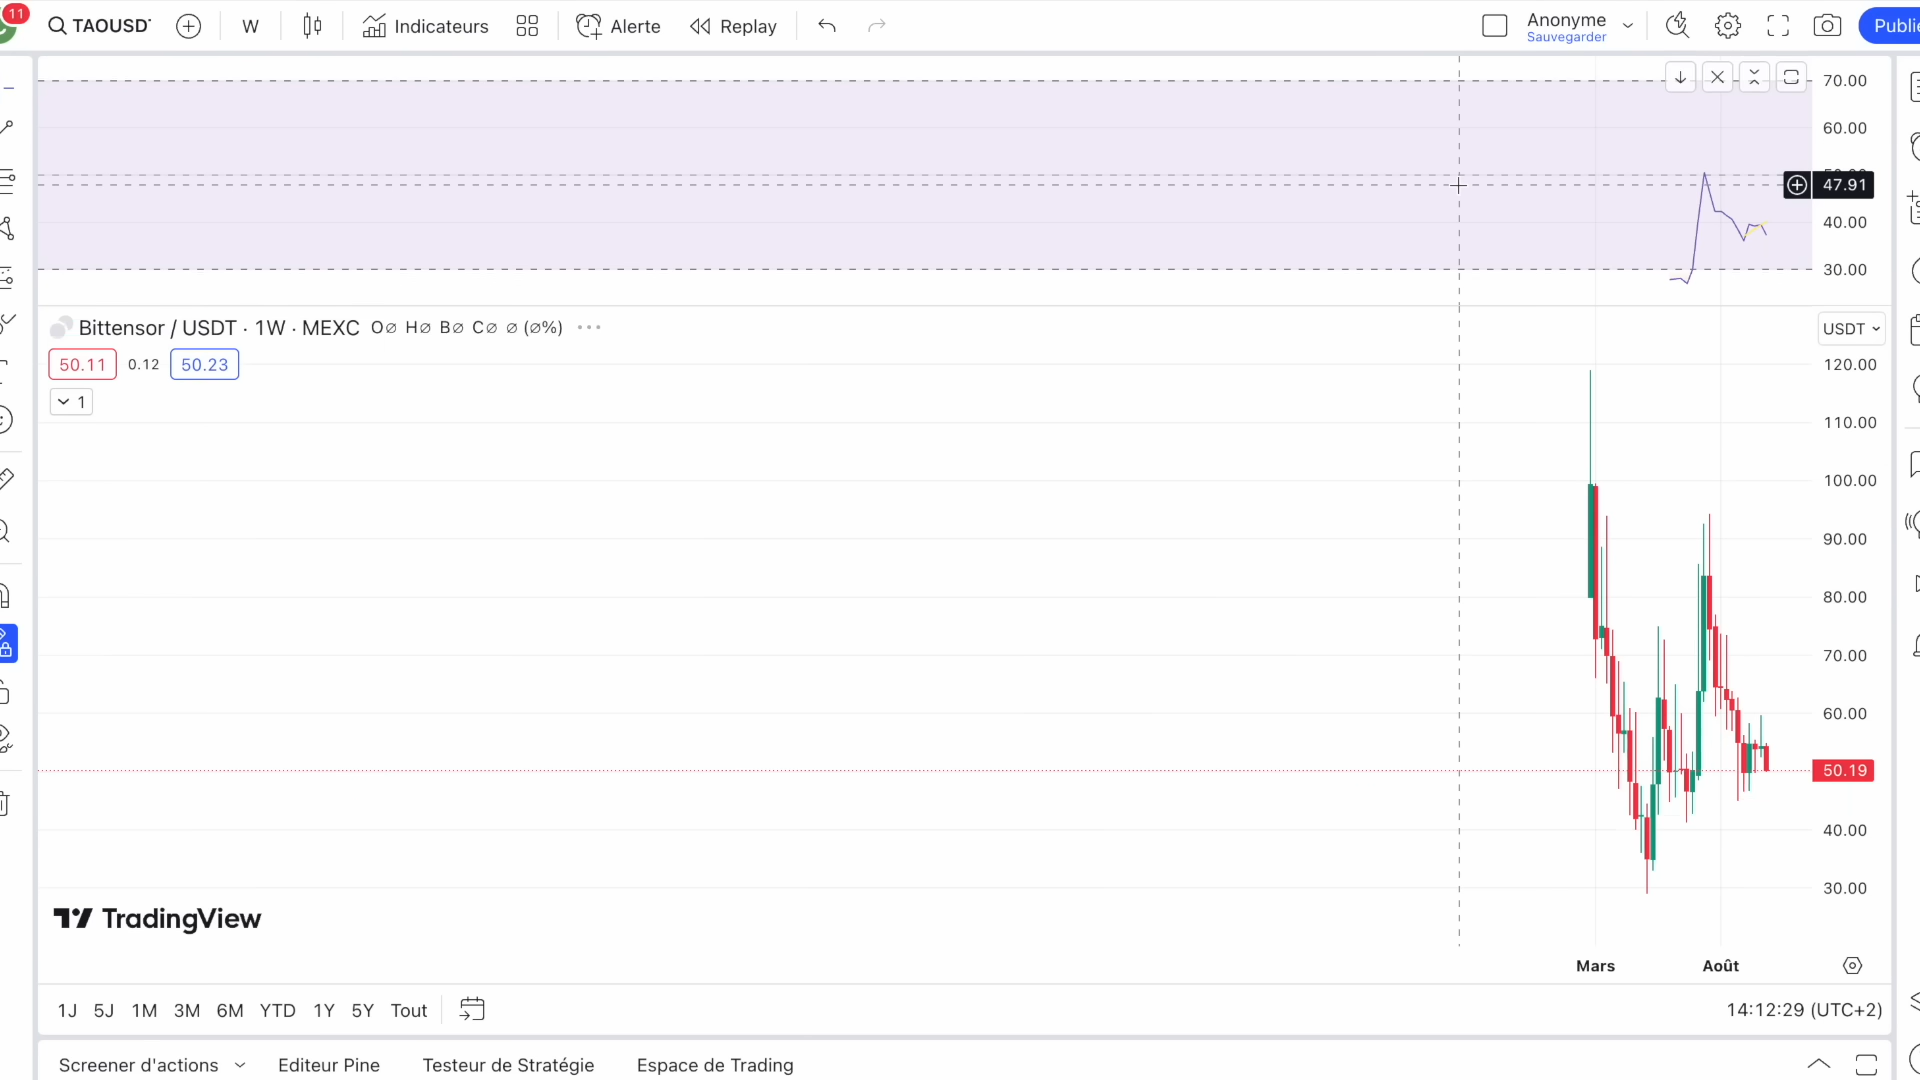 11
TAOUSD
W
Indicateurs
Alerte
Replay
Anonyme
Sauvegarder
70.00
60.00
47.91
40.00
30.00
Bittensor / USDT · 1W · MEXC O∅ H∅ B∅ C∅ ∅ (∅%)
USDT
50.11 0.12 50.23
1
120.00
110.00
100.00
90.00
80.00
70.00
60.00
50.19
40.00
30.00
TradingView
Mars Août
1J 5J 1M 3M 6M YTD 1Y 5Y Tout
14:12:29 (UTC+2)
Screener d'actions Editeur Pine Testeur de Stratégie Espace de Trading